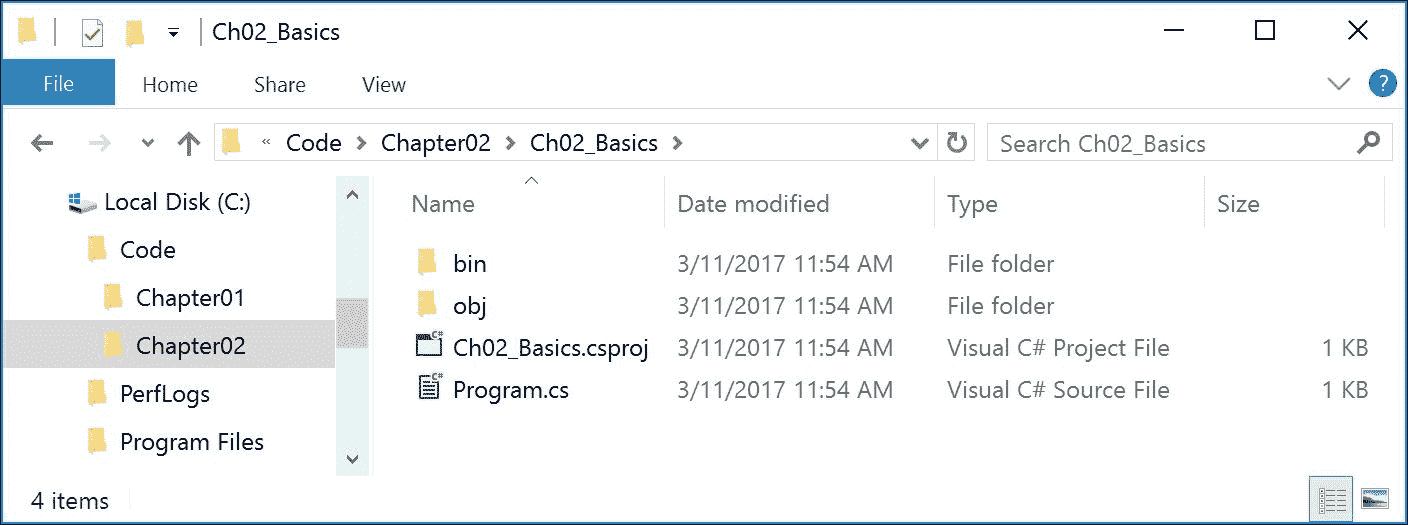 Ch02_Basics
File Home Share View ?
« Code > Chapter02 > Ch02_Basics > Search Ch02_Basics
Local Disk (C:)
Code
Chapter01
Chapter02
PerfLogs
Program Files
Name Date modified Type Size
bin 3/11/2017 11:54 AM File folder
obj 3/11/2017 11:54 AM File folder
C# Ch02_Basics.csproj 3/11/2017 11:54 AM Visual C# Project File 1 KB
C# Program.cs 3/11/2017 11:54 AM Visual C# Source File 1 KB
4 items